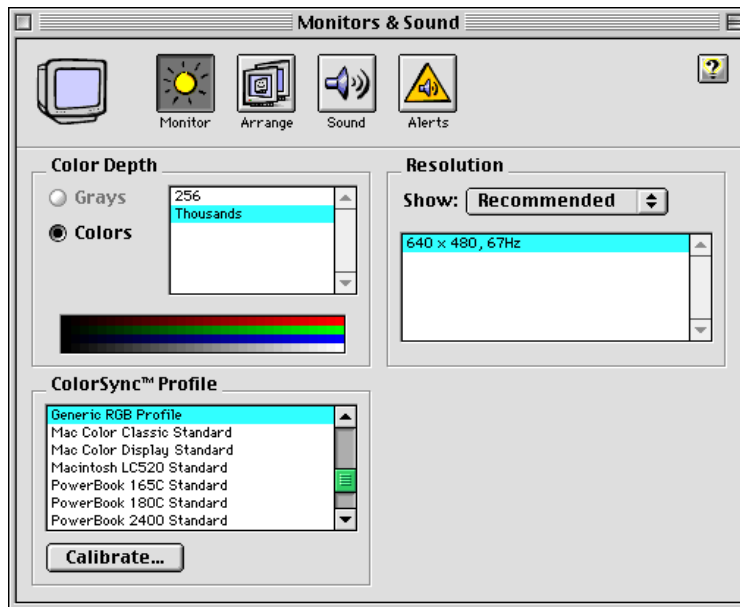 Monitors & Sound
Monitor
Arrange
Sound
Alerts
?
Color Depth
Grays
Colors
256
Thousands
Resolution
Show: Recommended
640 x 480, 67Hz
ColorSync™ Profile
Generic RGB Profile
Mac Color Classic Standard
Mac Color Display Standard
Macintosh LC520 Standard
PowerBook 165C Standard
PowerBook 180C Standard
PowerBook 2400 Standard
Calibrate...